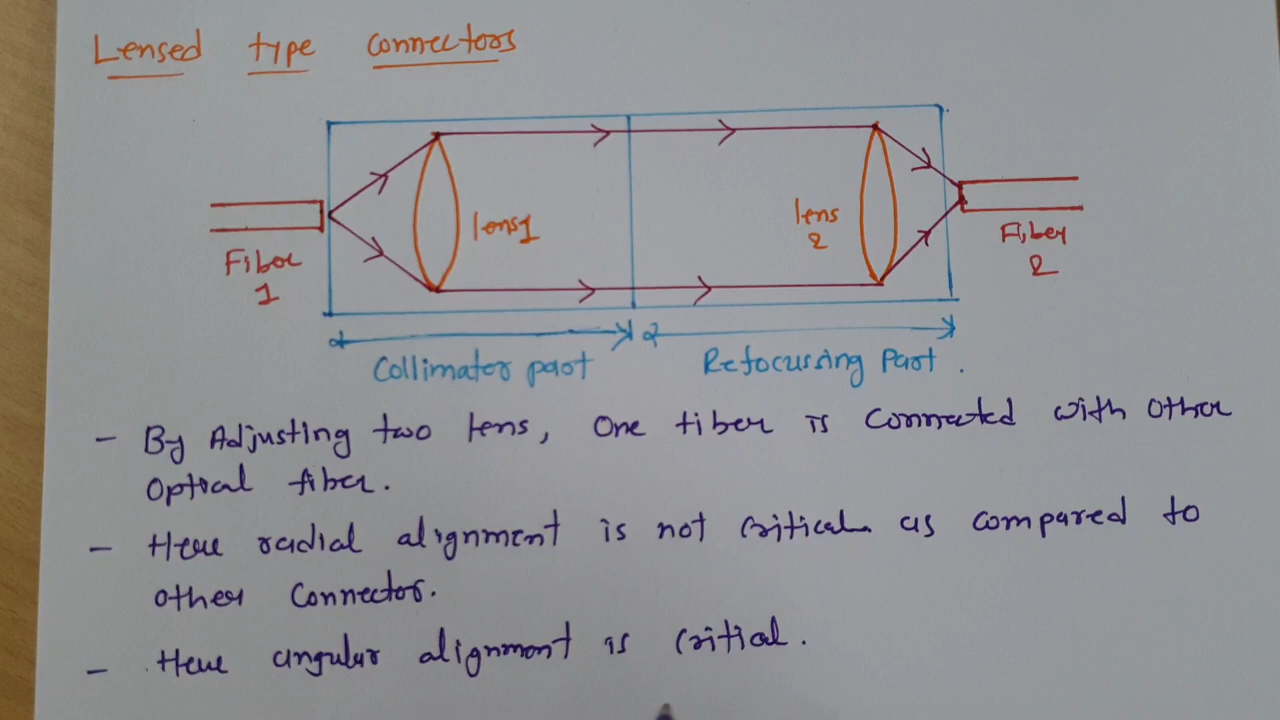 Lensed type connectors
lens1
lens
2
Fiber
1
Fiber
2
Collimator part
Refocussing Part.
- By Adjusting two lens, One fiber is Connected with Other
Optical fiber.
- Here radial alignment is not critical as compared to
other Connector.
- Here angular alignment is critial.